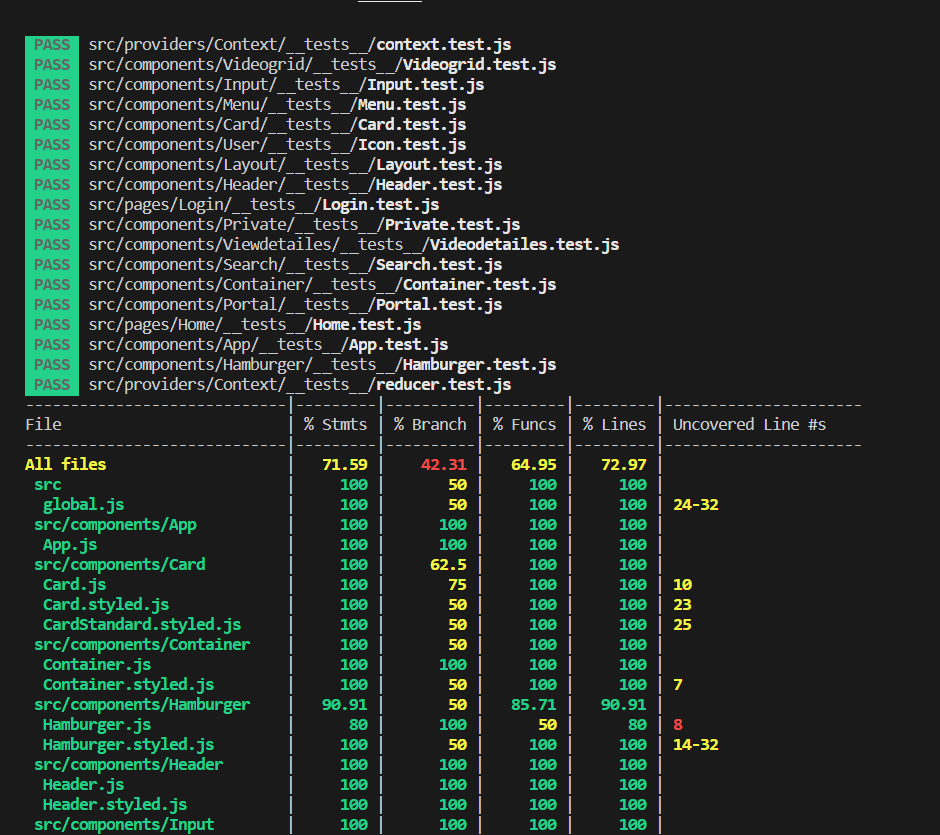 PASS src/providers/Context/__tests__/context.test.js
PASS src/components/Videogrid/__tests__/Videogrid.test.js
PASS src/components/Input/__tests__/Input.test.js
PASS src/components/Menu/__tests__/Menu.test.js
PASS src/components/Card/__tests__/Card.test.js
PASS src/components/User/__tests__/Icon.test.js
PASS src/components/Layout/__tests__/Layout.test.js
PASS src/components/Header/__tests__/Header.test.js
PASS src/pages/Login/__tests__/Login.test.js
PASS src/components/Private/__tests__/Private.test.js
PASS src/components/Viewdetailes/__tests__/Videodetailes.test.js
PASS src/components/Search/__tests__/Search.test.js
PASS src/components/Container/__tests__/Container.test.js
PASS src/components/Portal/__tests__/Portal.test.js
PASS src/pages/Home/__tests__/Home.test.js
PASS src/components/App/__tests__/App.test.js
PASS src/components/Hamburger/__tests__/Hamburger.test.js
PASS src/providers/Context/__tests__/reducer.test.js
-----------------------------|---------|----------|---------|---------|----------------------
File | % Stmts | % Branch | % Funcs | % Lines | Uncovered Line #s
-----------------------------|---------|----------|---------|---------|----------------------
All files | 71.59 | 42.31 | 64.95 | 72.97 |
src | 100 | 50 | 100 | 100 |
global.js | 100 | 50 | 100 | 100 | 24-32
src/components/App | 100 | 100 | 100 | 100 |
App.js | 100 | 100 | 100 | 100 |
src/components/Card | 100 | 62.5 | 100 | 100 |
Card.js | 100 | 75 | 100 | 100 | 10
Card.styled.js | 100 | 50 | 100 | 100 | 23
CardStandard.styled.js | 100 | 50 | 100 | 100 | 25
src/components/Container | 100 | 50 | 100 | 100 |
Container.js | 100 | 100 | 100 | 100 |
Container.styled.js | 100 | 50 | 100 | 100 | 7
src/components/Hamburger | 90.91 | 50 | 85.71 | 90.91 |
Hamburger.js | 80 | 100 | 50 | 80 | 8
Hamburger.styled.js | 100 | 50 | 100 | 100 | 14-32
src/components/Header | 100 | 100 | 100 | 100 |
Header.js | 100 | 100 | 100 | 100 |
Header.styled.js | 100 | 100 | 100 | 100 |
src/components/Input | 100 | 100 | 100 | 100 |